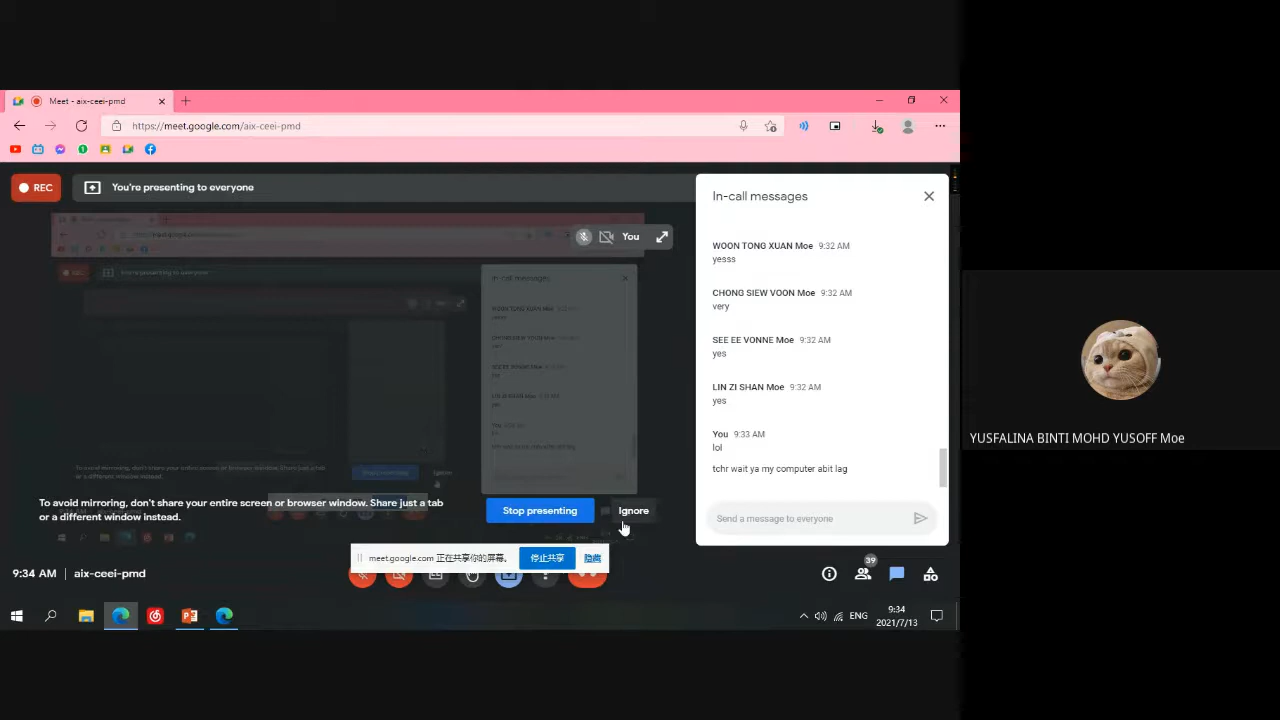 Meet - aix-ceei-pmd
https://meet.google.com/aix-ceei-pmd
REC
You're presenting to everyone
You
In-call messages
WOON TONG XUAN Moe 9:32 AM
yesss
CHONG SIEW VOON Moe 9:32 AM
very
SEE EE VONNE Moe 9:32 AM
yes
LIN ZI SHAN Moe 9:32 AM
yes
You 9:33 AM
lol
tchr wait ya my computer abit lag
Send a message to everyone
To avoid mirroring, don't share your entire screen or browser window. Share just a tab
or a different window instead.
Stop presenting
Ignore
meet.google.com 正在共享你的屏幕。
停止共享
隐藏
9:34 AM | aix-ceei-pmd
39
ENG
9:34
2021/7/13
YUSFALINA BINTI MOHD YUSOFF Moe